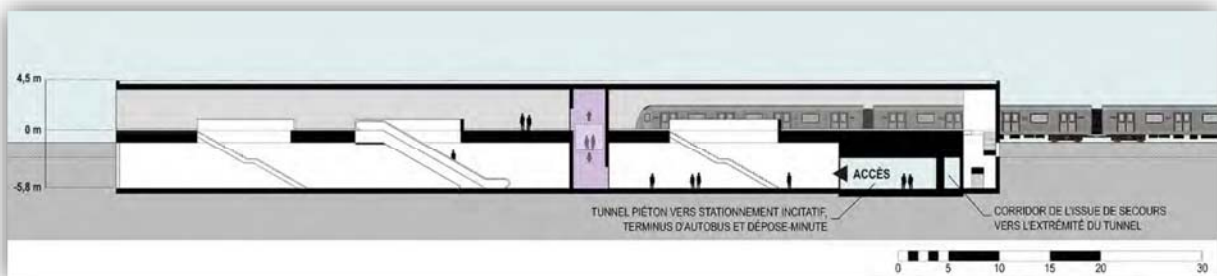 4,5 m
0 m
-5,8 m
ACCÈS
TUNNEL PIÉTON VERS STATIONNEMENT INCITATIF,
TERMINUS D'AUTOBUS ET DÉPOSE-MINUTE
CORRIDOR DE L'ISSUE DE SECOURS
VERS L'EXTRÉMITÉ DU TUNNEL
0 5 10 15 20 30